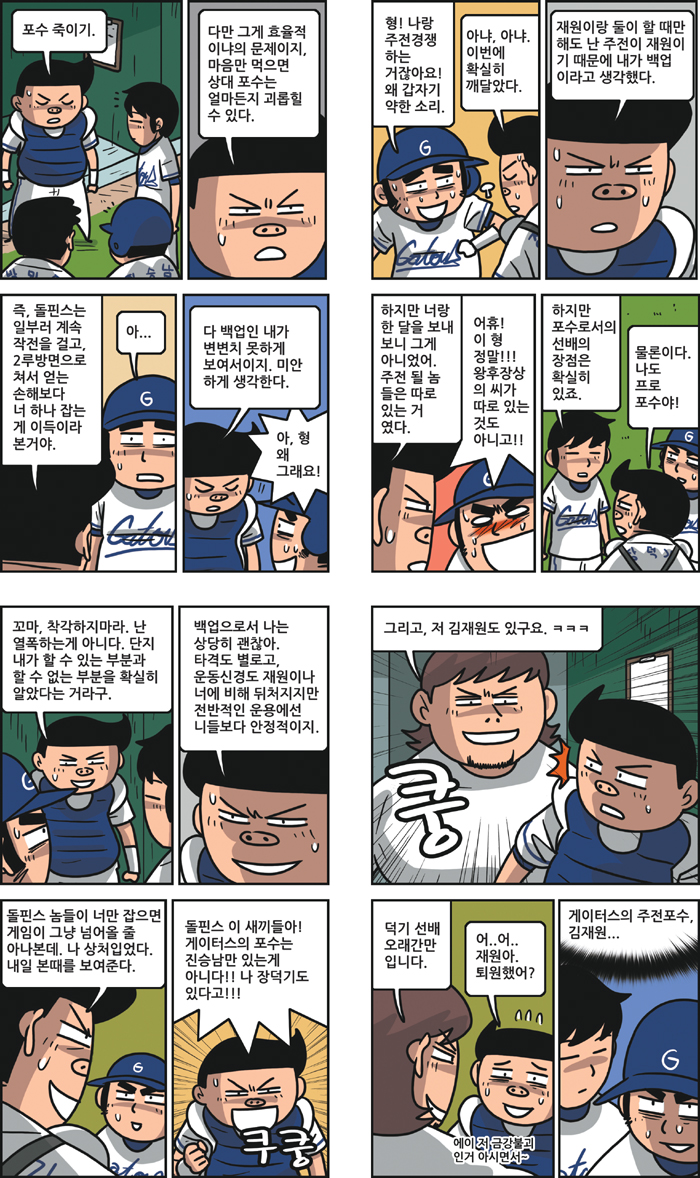 포수 죽이기.
다만 그게 효율적
이냐의 문제이지,
마음만 먹으면
상대 포수는
얼마든지 괴롭힐
수 있다.
즉, 돌핀스는
일부러 계속
작전을 걸고,
2루방면으로
쳐서 얻는
손해보다
너 하나 잡는
게 이득이라
본거야.
아...
G
Gators
다 백업인 내가
변변치 못하게
보여서이지. 미안
하게 생각한다.
아, 형
왜
그래요!
형! 나랑
주전경쟁
하는
거잖아요!
왜 갑자기
약한 소리.
아냐, 아냐.
이번에
확실히
깨달았다.
G
Gators
재원이랑 둘이 할 때만
해도 난 주전이 재원이
기 때문에 내가 백업
이라고 생각했다.
하지만 너랑
한 달을 보내
보니 그게
아니었어.
주전 될 놈
들은 따로
있는 거
였다.
어휴!
이 형
정말!!!
왕후장상
의 씨가
따로 있는
것도
아니고!!
하지만
포수로서의
선배의
장점은
확실히
있죠.
물론이다.
나도
프로
포수야!
Gators
꼬마, 착각하지마라. 난
열폭하는게 아니다. 단지
내가 할 수 있는 부분과
할 수 없는 부분을 확실히
알았다는 거라구.
G
백업으로서 나는
상당히 괜찮아.
타격도 별로고,
운동신경도 재원이나
너에 비해 뒤처지지만
전반적인 운용에선
니들보다 안정적이지.
돌핀스 놈들이 너만 잡으면
게임이 그냥 넘어올 줄
아나본데. 나 상처입었다.
내일 본때를 보여준다.
G
돌핀스 이 새끼들아!
게이터스의 포수는
진승남만 있는게
아니다!! 나 장덕기도
있다고!!!
쿠쿵
그리고, 저 김재원도 있구요. ㅋㅋㅋ
쿵
덕기 선배
오래간만
입니다.
어..어..
재원아.
퇴원했어?
에이 저 금강불괴
인거 아시면서~
게이터스의 주전포수,
김재원...
G